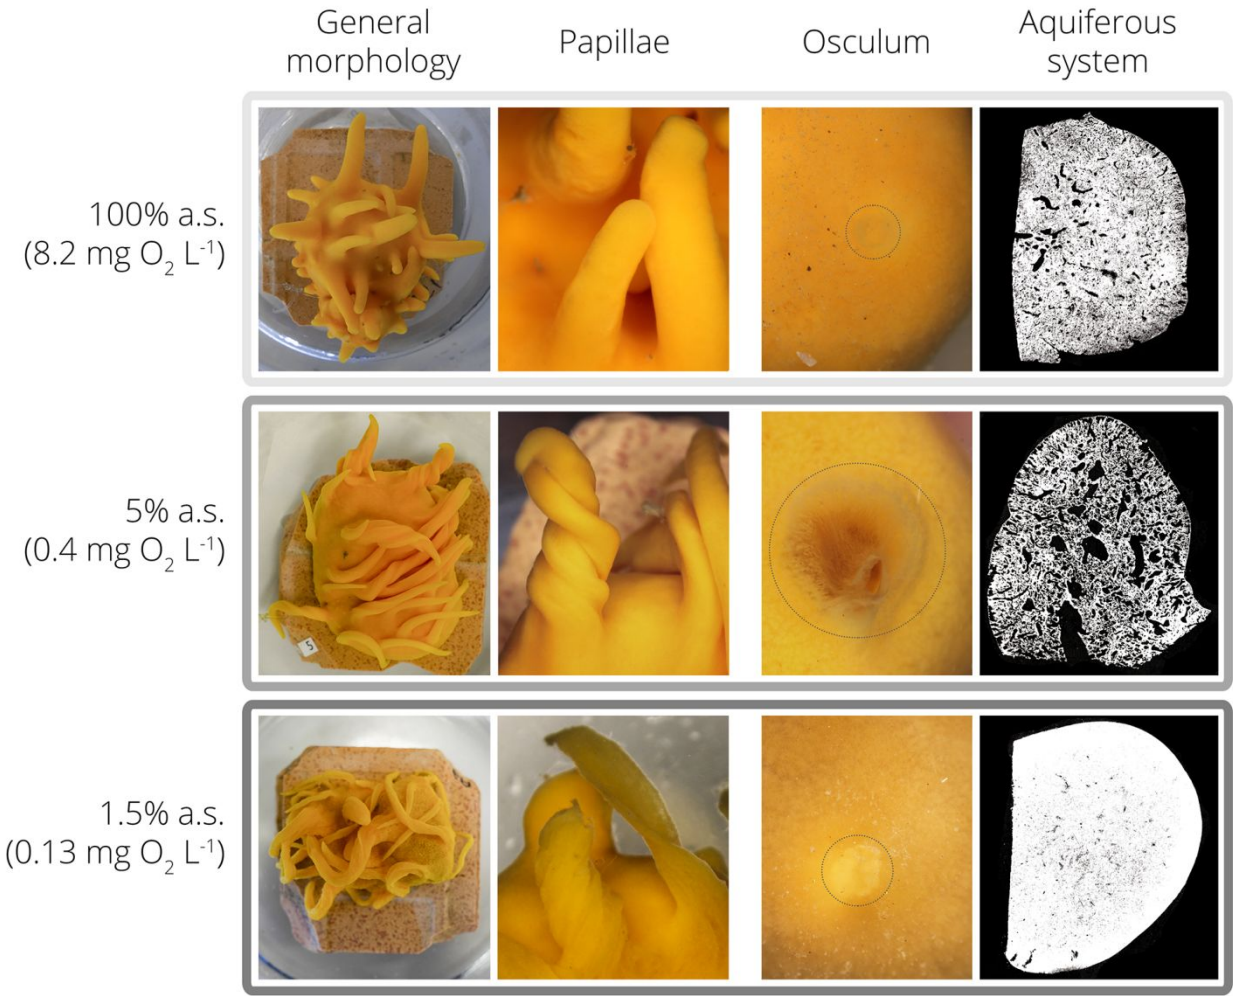 General
morphology
Papillae
Osculum
Aquiferous
system
100% a.s.
(8.2 mg O₂ L⁻¹)
5% a.s.
(0.4 mg O₂ L⁻¹)
5
1.5% a.s.
(0.13 mg O₂ L⁻¹)